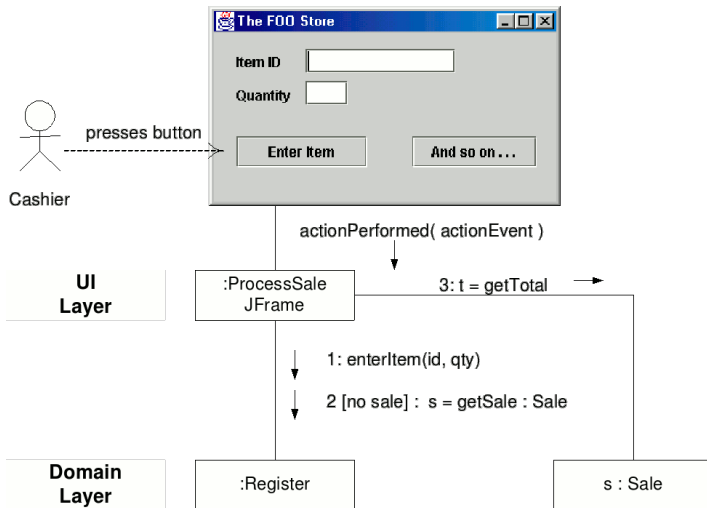 The FOO Store
Item ID
Quantity
presses button
Enter Item
And so on . . .
Cashier
actionPerformed( actionEvent )
UI
Layer
:ProcessSale
JFrame
3: t = getTotal
1: enterItem(id, qty)
2 [no sale] : s = getSale : Sale
Domain
Layer
:Register
s : Sale